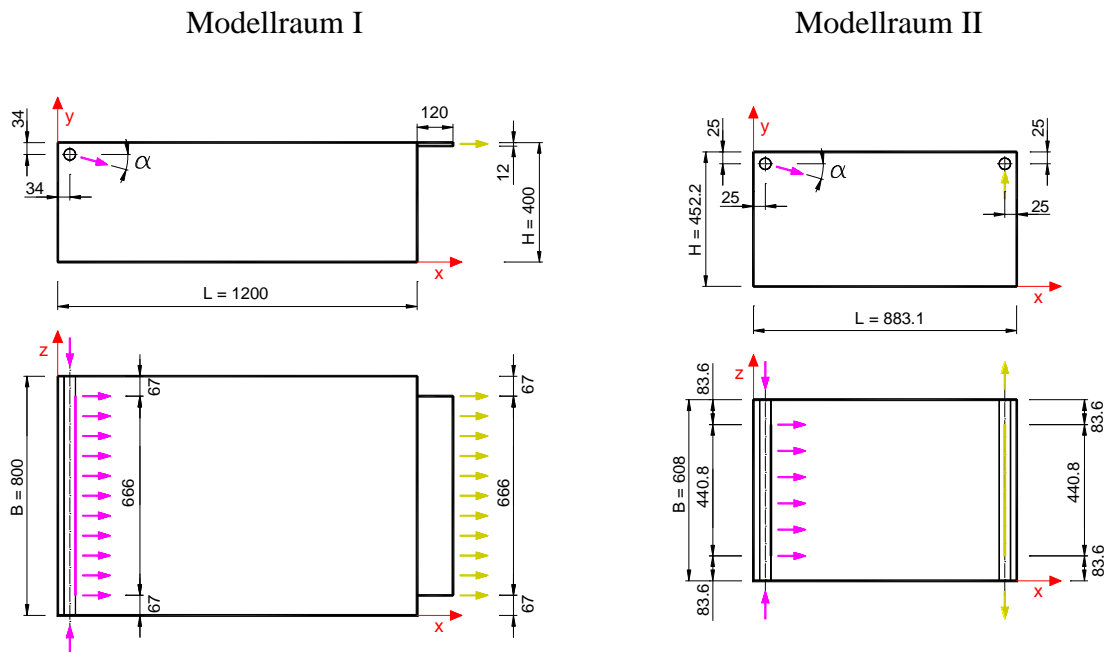 Modellraum I
Modellraum II
34
y
α
34
120
12
H = 400
x
L = 1200
25
y
α
25
25
25
H = 452.2
x
L = 883.1
z
67
B = 800
666
666
67
67
67
x
z
83.6
B = 608
440.8
83.6
83.6
440.8
83.6
x